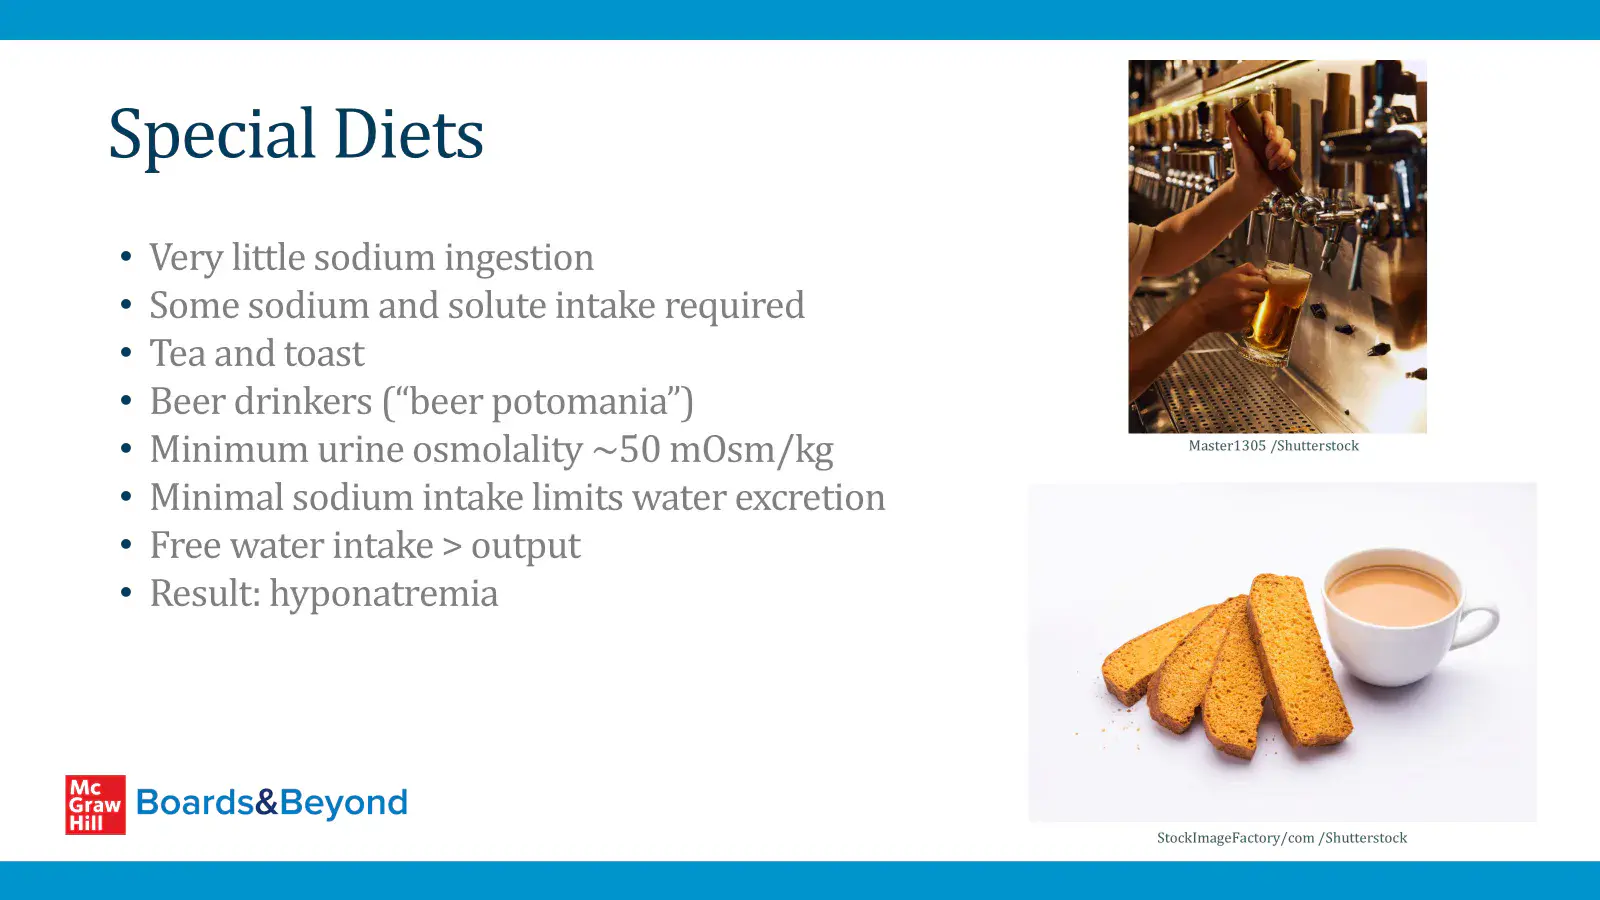 Special Diets
• Very little sodium ingestion
• Some sodium and solute intake required
• Tea and toast
• Beer drinkers (“beer potomania”)
• Minimum urine osmolality ~50 mOsm/kg
• Minimal sodium intake limits water excretion
• Free water intake > output
• Result: hyponatremia
Master1305 /Shutterstock
StockImageFactory/com /Shutterstock
Mc
Graw
Hill
Boards&Beyond